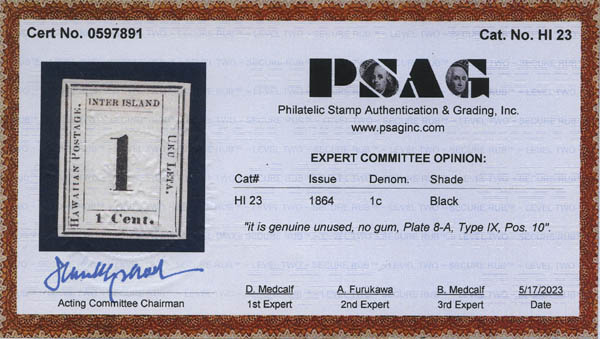 Cert No. 0597891
Cat. No. HI 23
INTER ISLAND
HAWAIIAN POSTAGE.
1
UKU LETA.
1 Cent.
PSAG
Philatelic Stamp Authentication & Grading, Inc.
www.psaginc.com
EXPERT COMMITTEE OPINION:
Cat# Issue Denom. Shade
HI 23 1864 1c Black
"it is genuine unused, no gum, Plate 8-A, Type IX, Pos. 10".
Acting Committee Chairman
D. Medcalf A. Furukawa B. Medcalf 5/17/2023
1st Expert 2nd Expert 3rd Expert Date